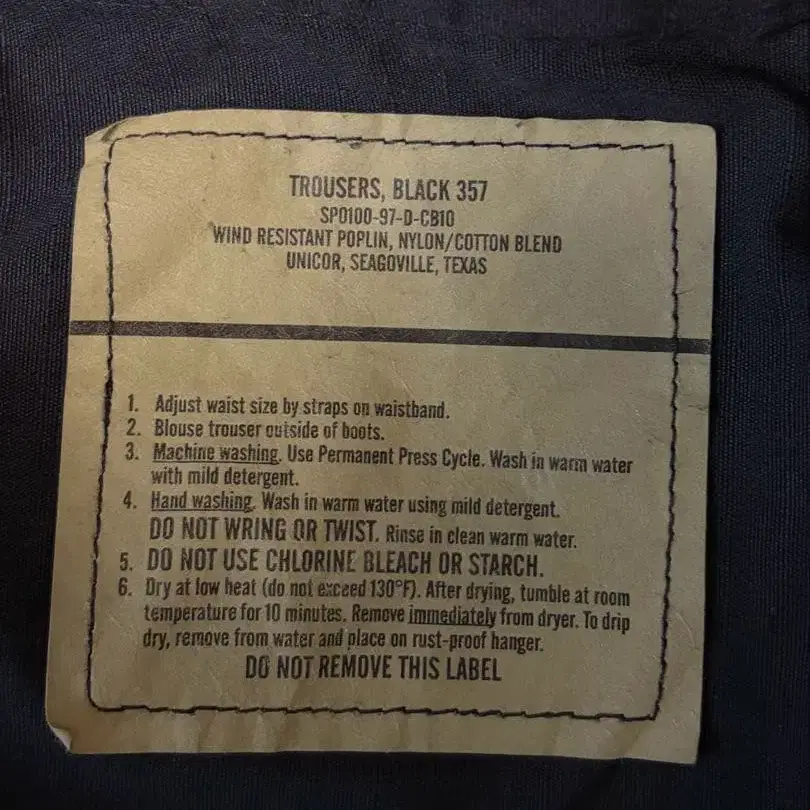 TROUSERS, BLACK 357
SPO100-97-D-CB10
WIND RESISTANT POPLIN, NYLON/COTTON BLEND
UNICOR, SEAGOVILLE, TEXAS
1. Adjust waist size by straps on waistband.
2. Blouse trouser outside of boots.
3. Machine washing. Use Permanent Press Cycle. Wash in warm water
with mild detergent.
4. Hand washing. Wash in warm water using mild detergent.
DO NOT WRING OR TWIST. Rinse in clean warm water.
5. DO NOT USE CHLORINE BLEACH OR STARCH.
6. Dry at low heat (do not exceed 130°F). After drying, tumble at room
temperature for 10 minutes. Remove immediately from dryer. To drip
dry, remove from water and place on rust-proof hanger.
DO NOT REMOVE THIS LABEL